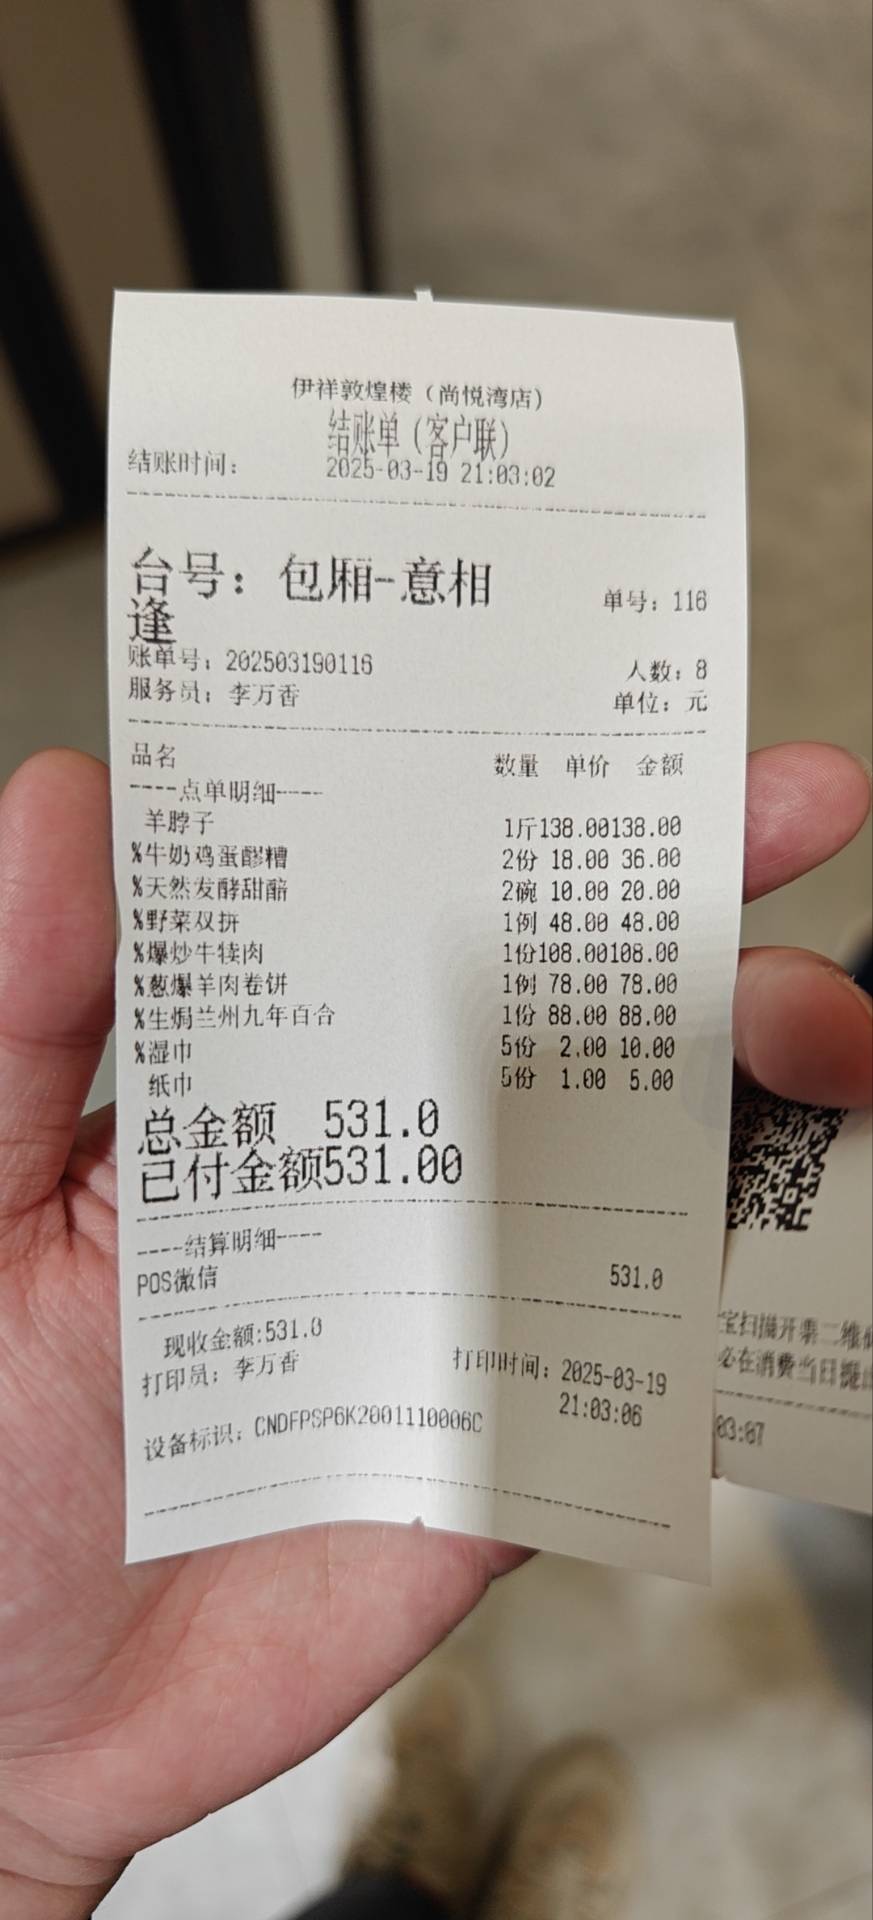 伊祥敦煌楼（尚悦湾店）
结账单（客户联）
结账时间： 2025-03-19 21:03:02
台号：包厢-意相
逢
单号：116
账单号：202503190116
人数：8
服务员：李万香
单位：元
品名 数量 单价 金额
----点单明细----
羊脖子 1斤138.00138.00
%牛奶鸡蛋醪糟 2份 18.00 36.00
%天然发酵甜醅 2碗 10.00 20.00
%野菜双拼 1例 48.00 48.00
%爆炒牛犊肉 1份108.00108.00
%葱爆羊肉卷饼 1例 78.00 78.00
%生焗兰州九年百合 1份 88.00 88.00
%湿巾 5份 2.00 10.00
纸巾 5份 1.00 5.00
总金额 531.0
已付金额531.00
----结算明细----
POS微信 531.0
现收金额:531.0
打印员：李万香 打印时间：2025-03-19
21:03:06
设备标识：CNDFPSP6K2001110006C
宝扫描开票二维
必在消费当日
03:07